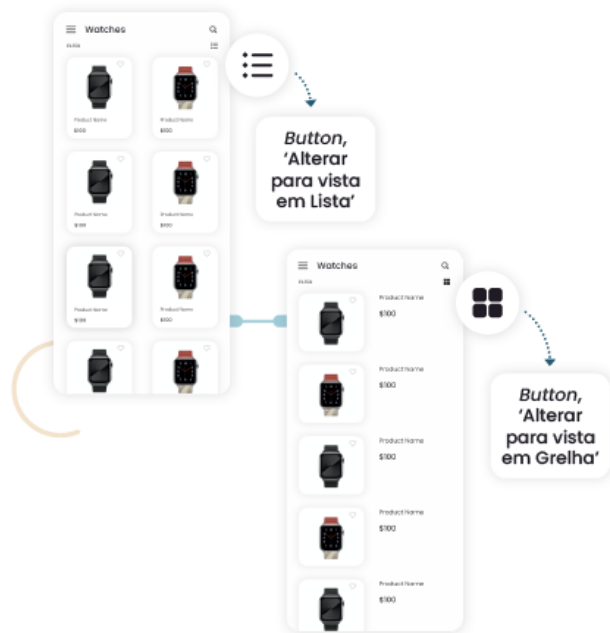 Watches
Product Name
$100
Product Name
$100
Product Name
$100
Product Name
$100
Product Name
$100
Product Name
$100
Button,
‘Alterar
para vista
em Lista’
Watches
Product Name
$100
Product Name
$100
Product Name
$100
Product Name
$100
Product Name
$100
Button,
‘Alterar
para vista
em Grelha’